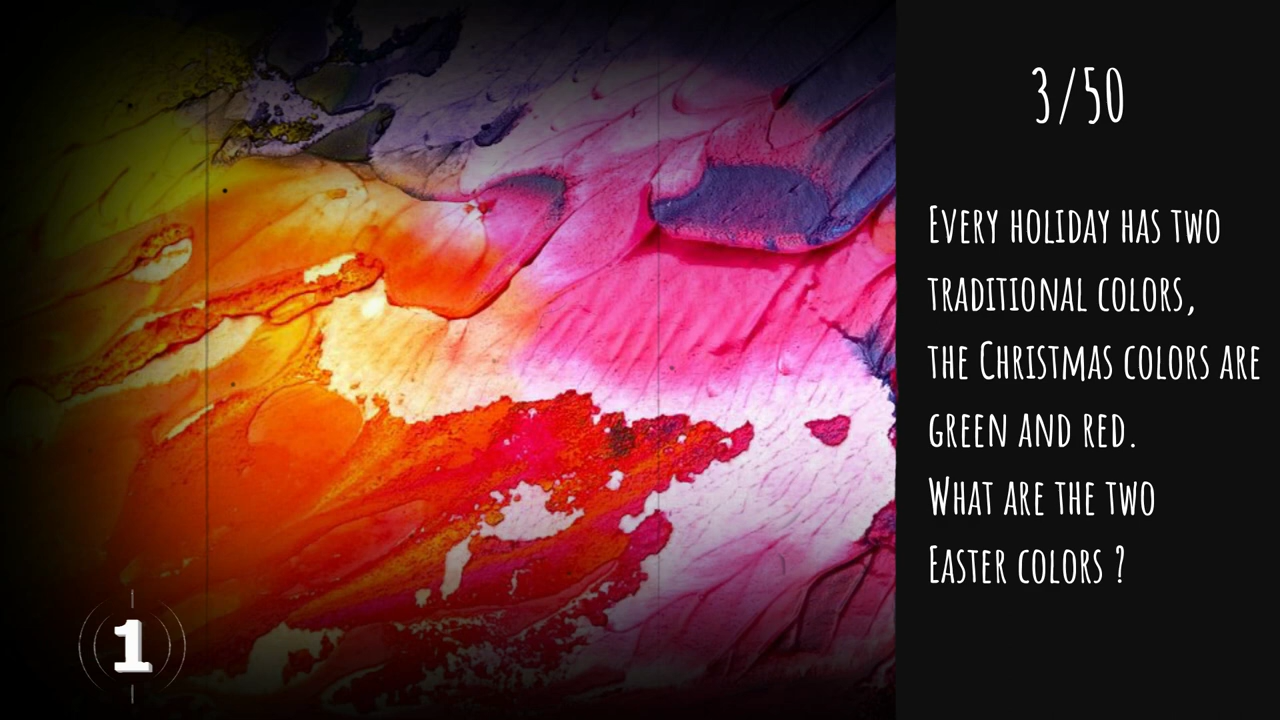 3/50
Every holiday has two
traditional colors,
the Christmas colors are
green and red.
What are the two
Easter colors ?
1